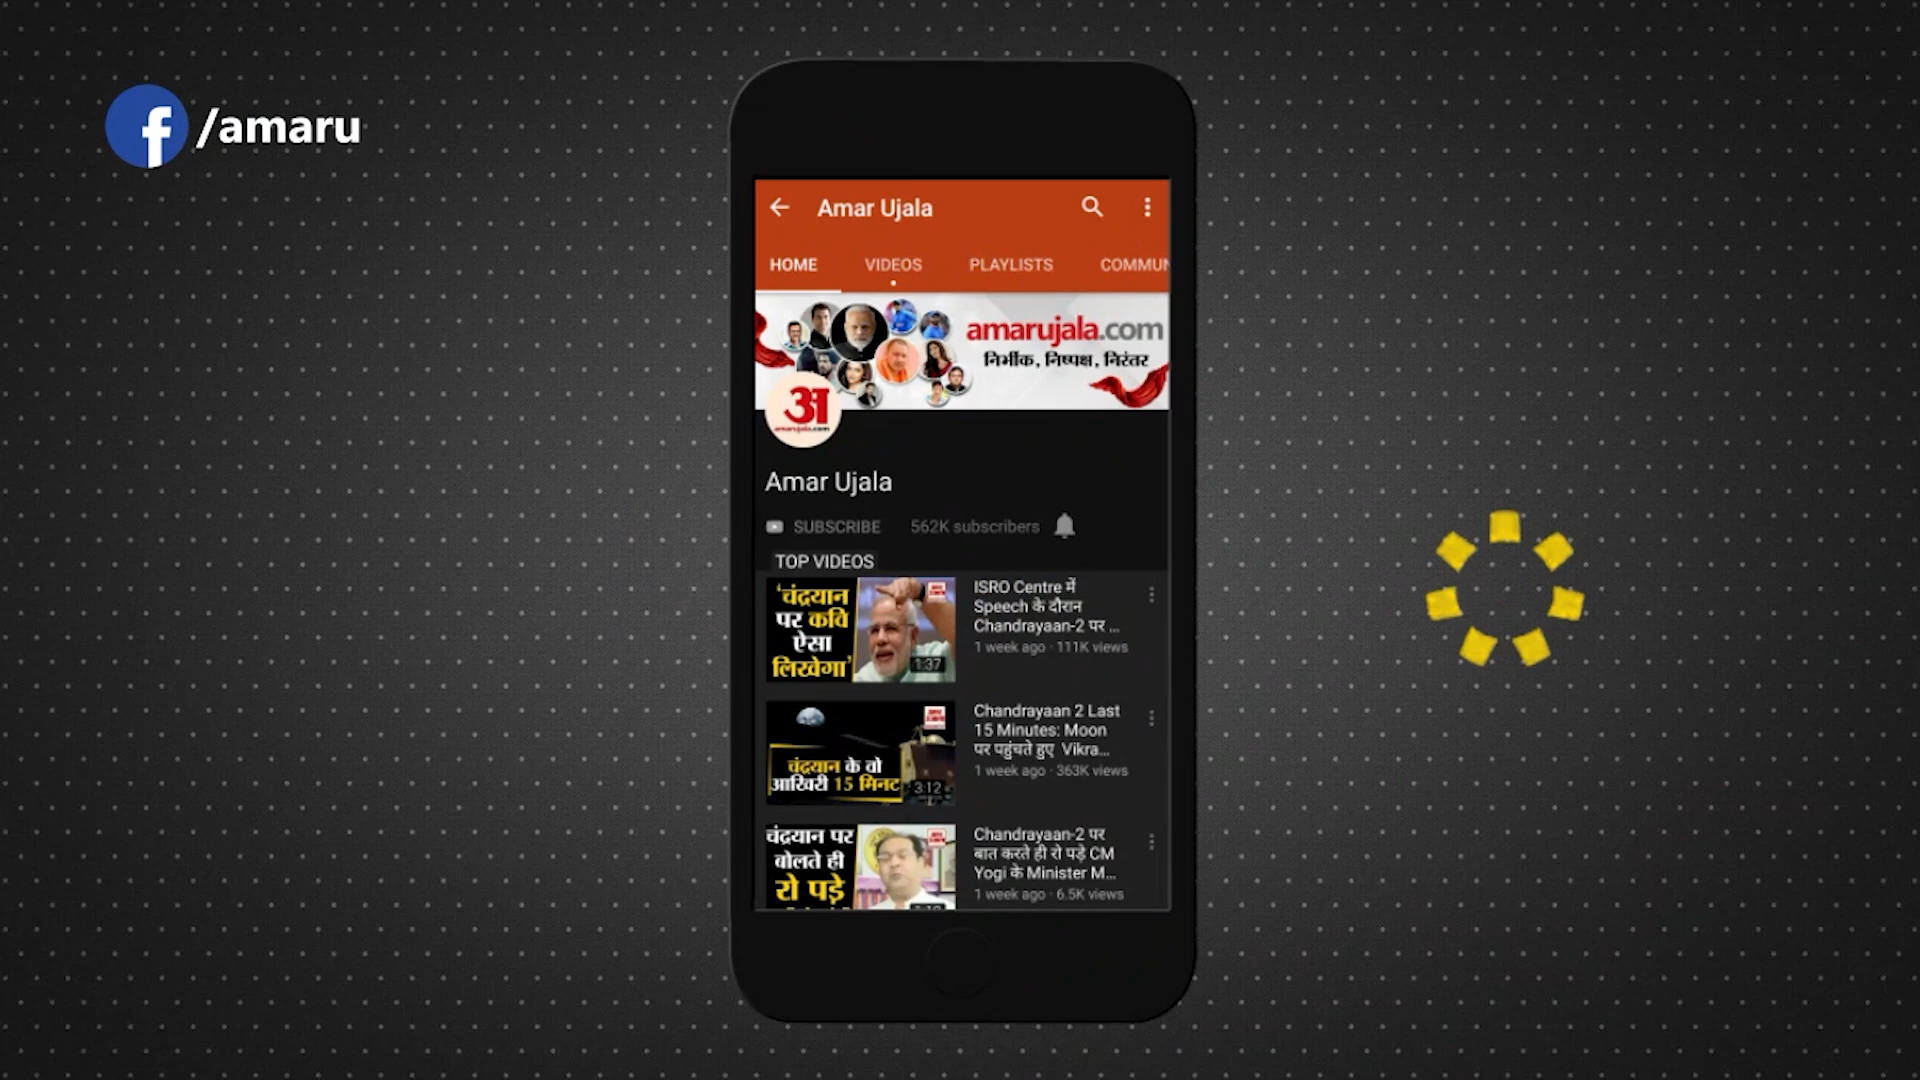 /amaru
Amar Ujala
HOME VIDEOS PLAYLISTS COMMUN
amarujala.com
निर्भीक, निष्पक्ष, निरंतर
अ
amarujala.com
Amar Ujala
SUBSCRIBE 562K subscribers
TOP VIDEOS
'चंद्रयान
पर कवि
ऐसा
लिखेगा'
1:37
ISRO Centre में
Speech के दौरान
Chandrayaan-2 पर ...
1 week ago · 111K views
चंद्रयान के वो
आखिरी 15 मिनट
3:12
Chandrayaan 2 Last
15 Minutes: Moon
पर पहुंचते हुए Vikra...
1 week ago · 363K views
चंद्रयान पर
बोलते ही
रो पड़े
Chandrayaan-2 पर
बात करते ही रो पड़े CM
Yogi के Minister M...
1 week ago · 6.5K views